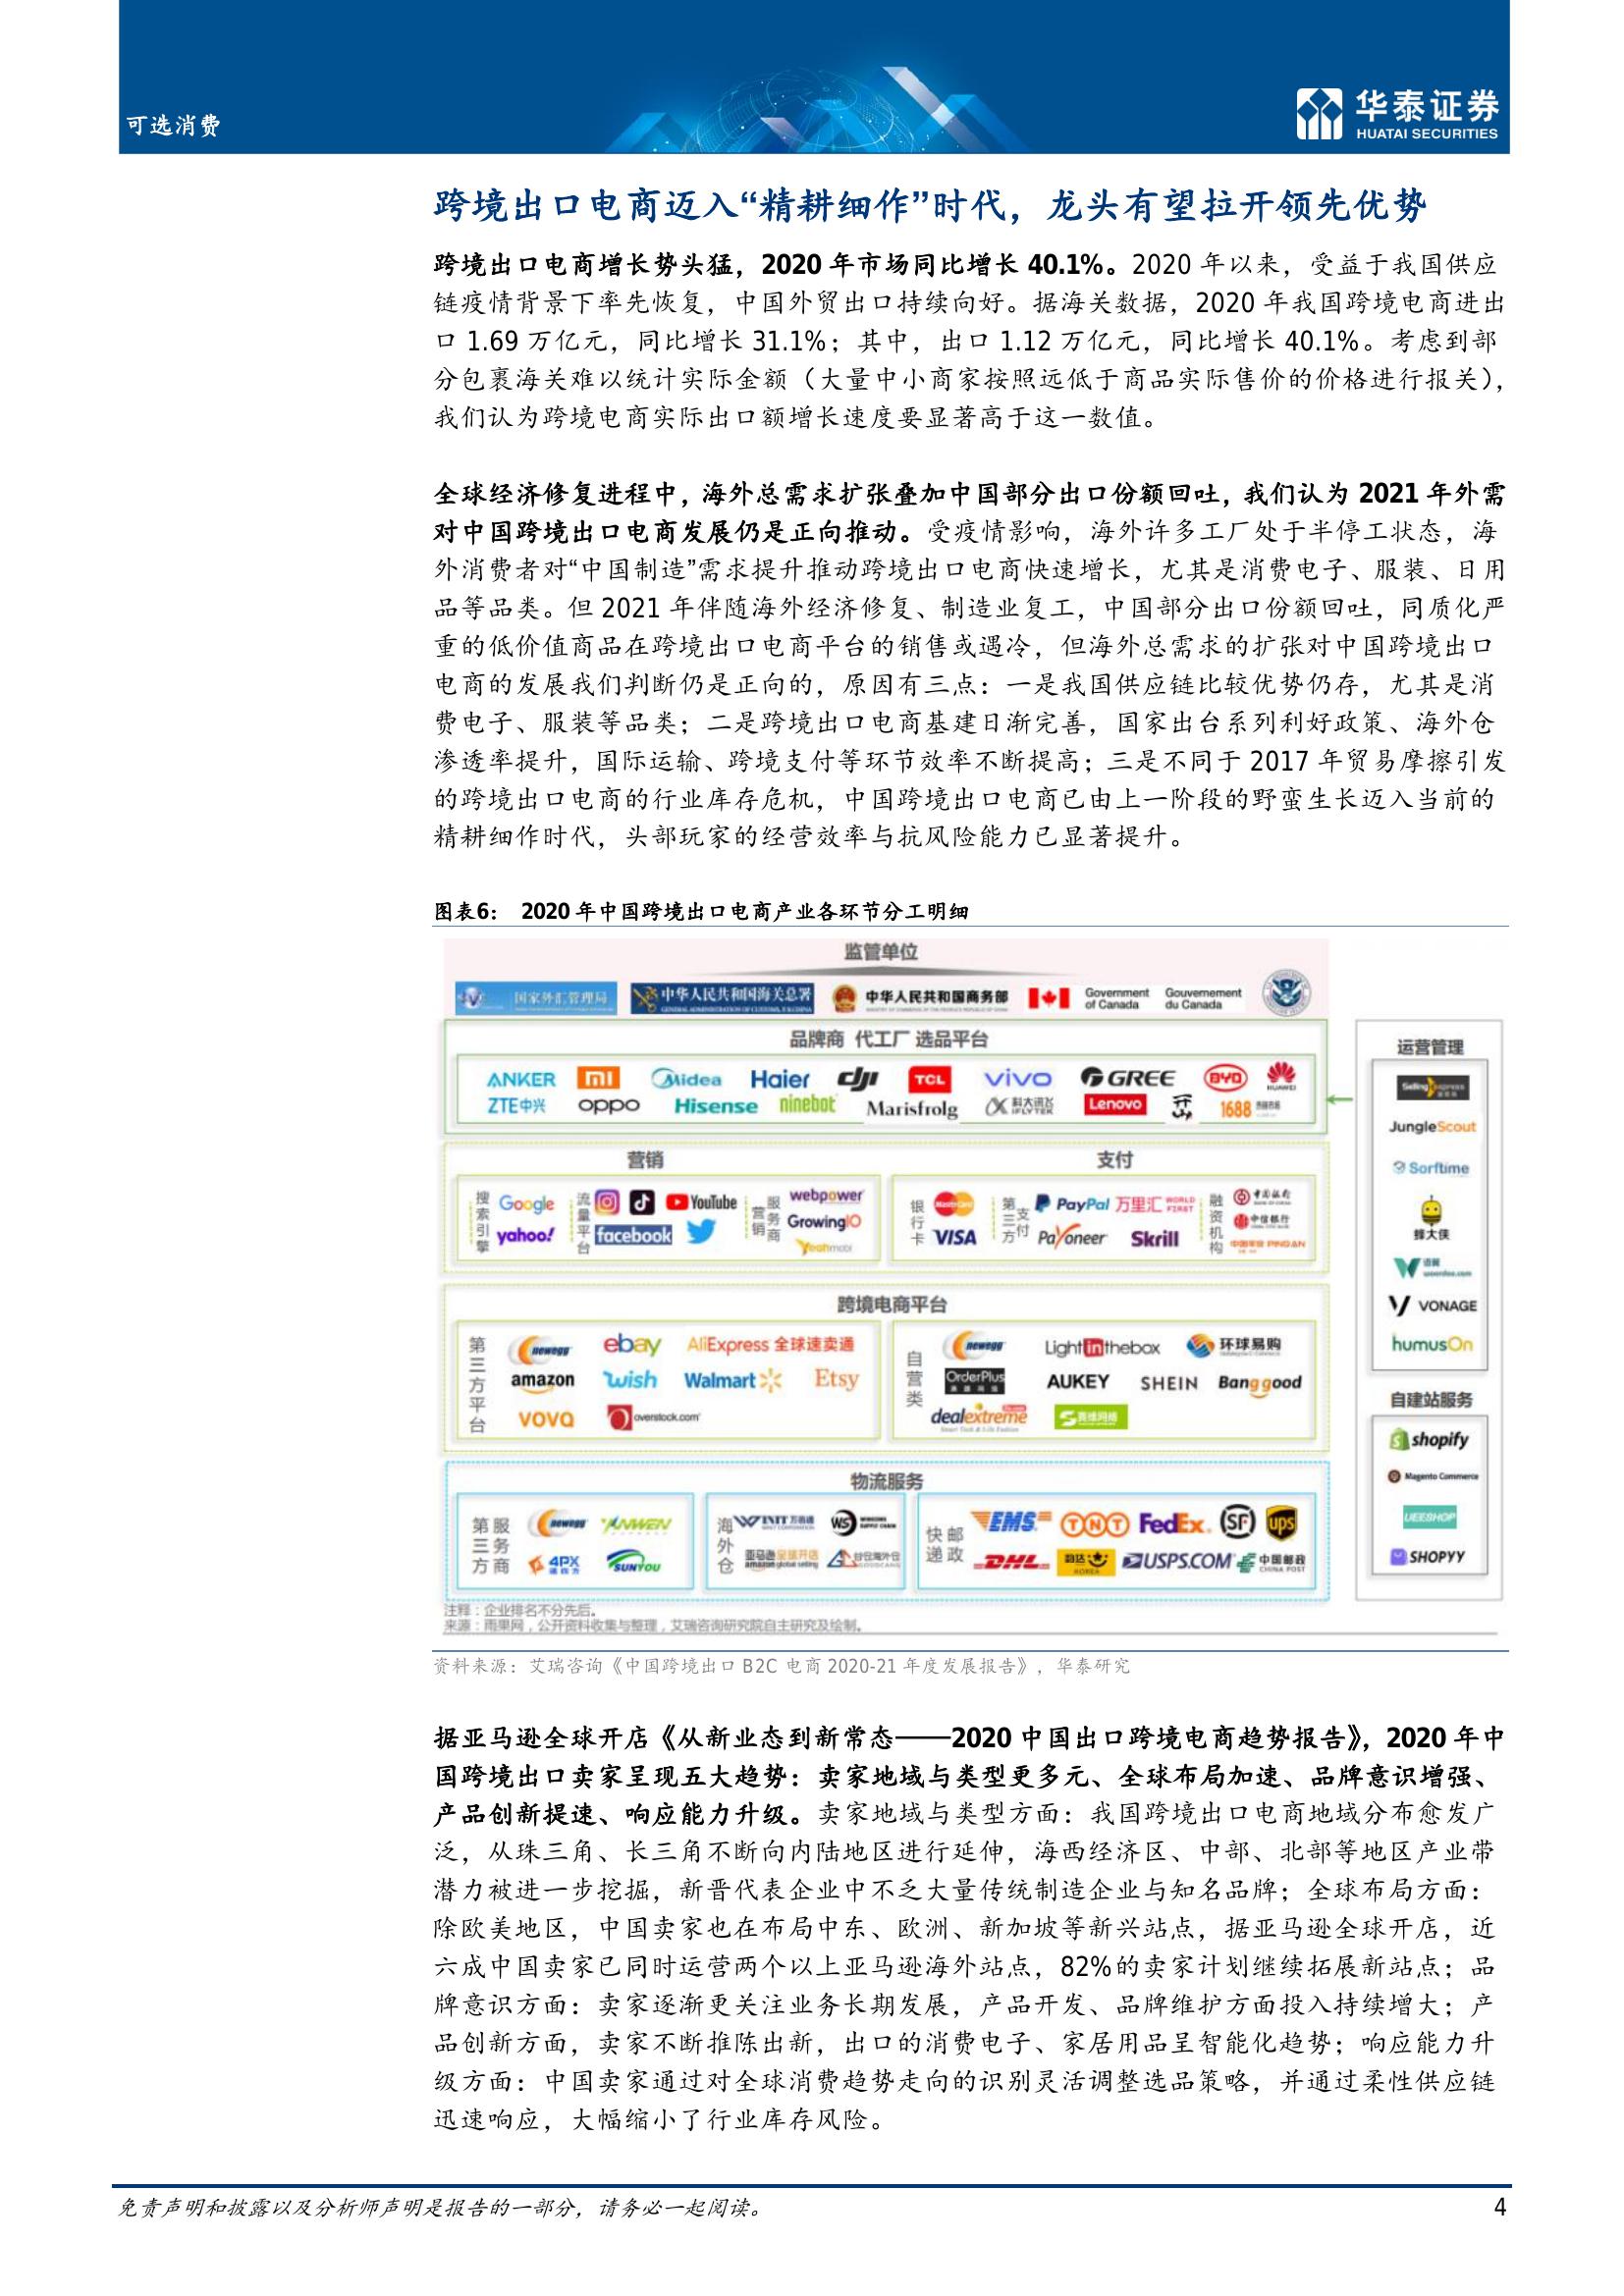 可选消费
华泰证券
HUATAI SECURITIES
跨境出口电商迈入“精耕细作”时代，龙头有望拉开领先优势
跨境出口电商增长势头猛，2020 年市场同比增长 40.1%。2020 年以来，受益于我国供应
链疫情背景下率先恢复，中国外贸出口持续向好。据海关数据，2020 年我国跨境电商进出
口 1.69 万亿元，同比增长 31.1%；其中，出口 1.12 万亿元，同比增长 40.1%。考虑到部
分包裹海关难以统计实际金额（大量中小商家按照远低于商品实际售价的价格进行报关），
我们认为跨境电商实际出口额增长速度要显著高于这一数值。
全球经济修复进程中，海外总需求扩张叠加中国部分出口份额回吐，我们认为 2021 年外需
对中国跨境出口电商发展仍是正向推动。受疫情影响，海外许多工厂处于半停工状态，海
外消费者对“中国制造”需求提升推动跨境出口电商快速增长，尤其是消费电子、服装、日用
品等品类。但 2021 年伴随海外经济修复、制造业复工，中国部分出口份额回吐，同质化严
重的低价值商品在跨境出口电商平台的销售或遇冷，但海外总需求的扩张对中国跨境出口
电商的发展我们判断仍是正向的，原因有三点：一是我国供应链比较优势仍存，尤其是消
费电子、服装等品类；二是跨境出口电商基建日渐完善，国家出台系列利好政策、海外仓
渗透率提升，国际运输、跨境支付等环节效率不断提高；三是不同于 2017 年贸易摩擦引发
的跨境出口电商的行业库存危机，中国跨境出口电商已由上一阶段的野蛮生长迈入当前的
精耕细作时代，头部玩家的经营效率与抗风险能力已显著提升。
图表6： 2020 年中国跨境出口电商产业各环节分工明细
监管单位
国家外汇管理局 中华人民共和国海关总署 中华人民共和国商务部 Government of Canada Gouvernement du Canada
品牌商 代工厂 选品平台
ANKER mi Midea Haier dji TCL vivo GREE BYD HUAWEI
ZTE中兴 oppo Hisense ninebot Marisfrolg 科大讯飞 iFLYTEK Lenovo 1688
营销 支付
搜索引擎 Google yahoo! 流量平台 YouTube facebook 营销服务商 webpower GrowingIO Yeahmobi
银行卡 MasterCard VISA 第三方支付 PayPal 万里汇 WORLD FIRST Payoneer Skrill 融资机构 中国银行 中信银行 中国平安 PINGAN
跨境电商平台
第三方平台 newegg ebay AliExpress 全球速卖通
amazon wish Walmart Etsy
VOVA overstock.com
自营类 newegg Lightinthebox 环球易购
OrderPlus AUKEY SHEIN Banggood
dealextreme
物流服务
第三方服务商 newegg YANWEN 4PX SUNYOU
海外仓 WINIT 万邑通 WS 亚马逊全球开店 amazon global selling 谷仓海外仓
快递邮政 EMS TNT FedEx SF ups
DHL USPS.COM 中国邮政 CHINA POST
运营管理
JungleScout
Sorftime
蜂大侠
VONAGE
humusOn
自建站服务
shopify
Magento Commerce
UEESHOP
SHOPYY
注释：企业排名不分先后。
来源：雨果网，公开资料收集与整理，艾瑞咨询研究院自主研究及绘制。
资料来源：艾瑞咨询《中国跨境出口 B2C 电商 2020-21 年度发展报告》，华泰研究
据亚马逊全球开店《从新业态到新常态——2020 中国出口跨境电商趋势报告》，2020 年中
国跨境出口卖家呈现五大趋势：卖家地域与类型更多元、全球布局加速、品牌意识增强、
产品创新提速、响应能力升级。卖家地域与类型方面：我国跨境出口电商地域分布愈发广
泛，从珠三角、长三角不断向内陆地区进行延伸，海西经济区、中部、北部等地区产业带
潜力被进一步挖掘，新晋代表企业中不乏大量传统制造企业与知名品牌；全球布局方面：
除欧美地区，中国卖家也在布局中东、欧洲、新加坡等新兴站点，据亚马逊全球开店，近
六成中国卖家已同时运营两个以上亚马逊海外站点，82%的卖家计划继续拓展新站点；品
牌意识方面：卖家逐渐更关注业务长期发展，产品开发、品牌维护方面投入持续增大；产
品创新方面，卖家不断推陈出新，出口的消费电子、家居用品呈智能化趋势；响应能力升
级方面：中国卖家通过对全球消费趋势走向的识别灵活调整选品策略，并通过柔性供应链
迅速响应，大幅缩小了行业库存风险。
免责声明和披露以及分析师声明是报告的一部分，请务必一起阅读。
4